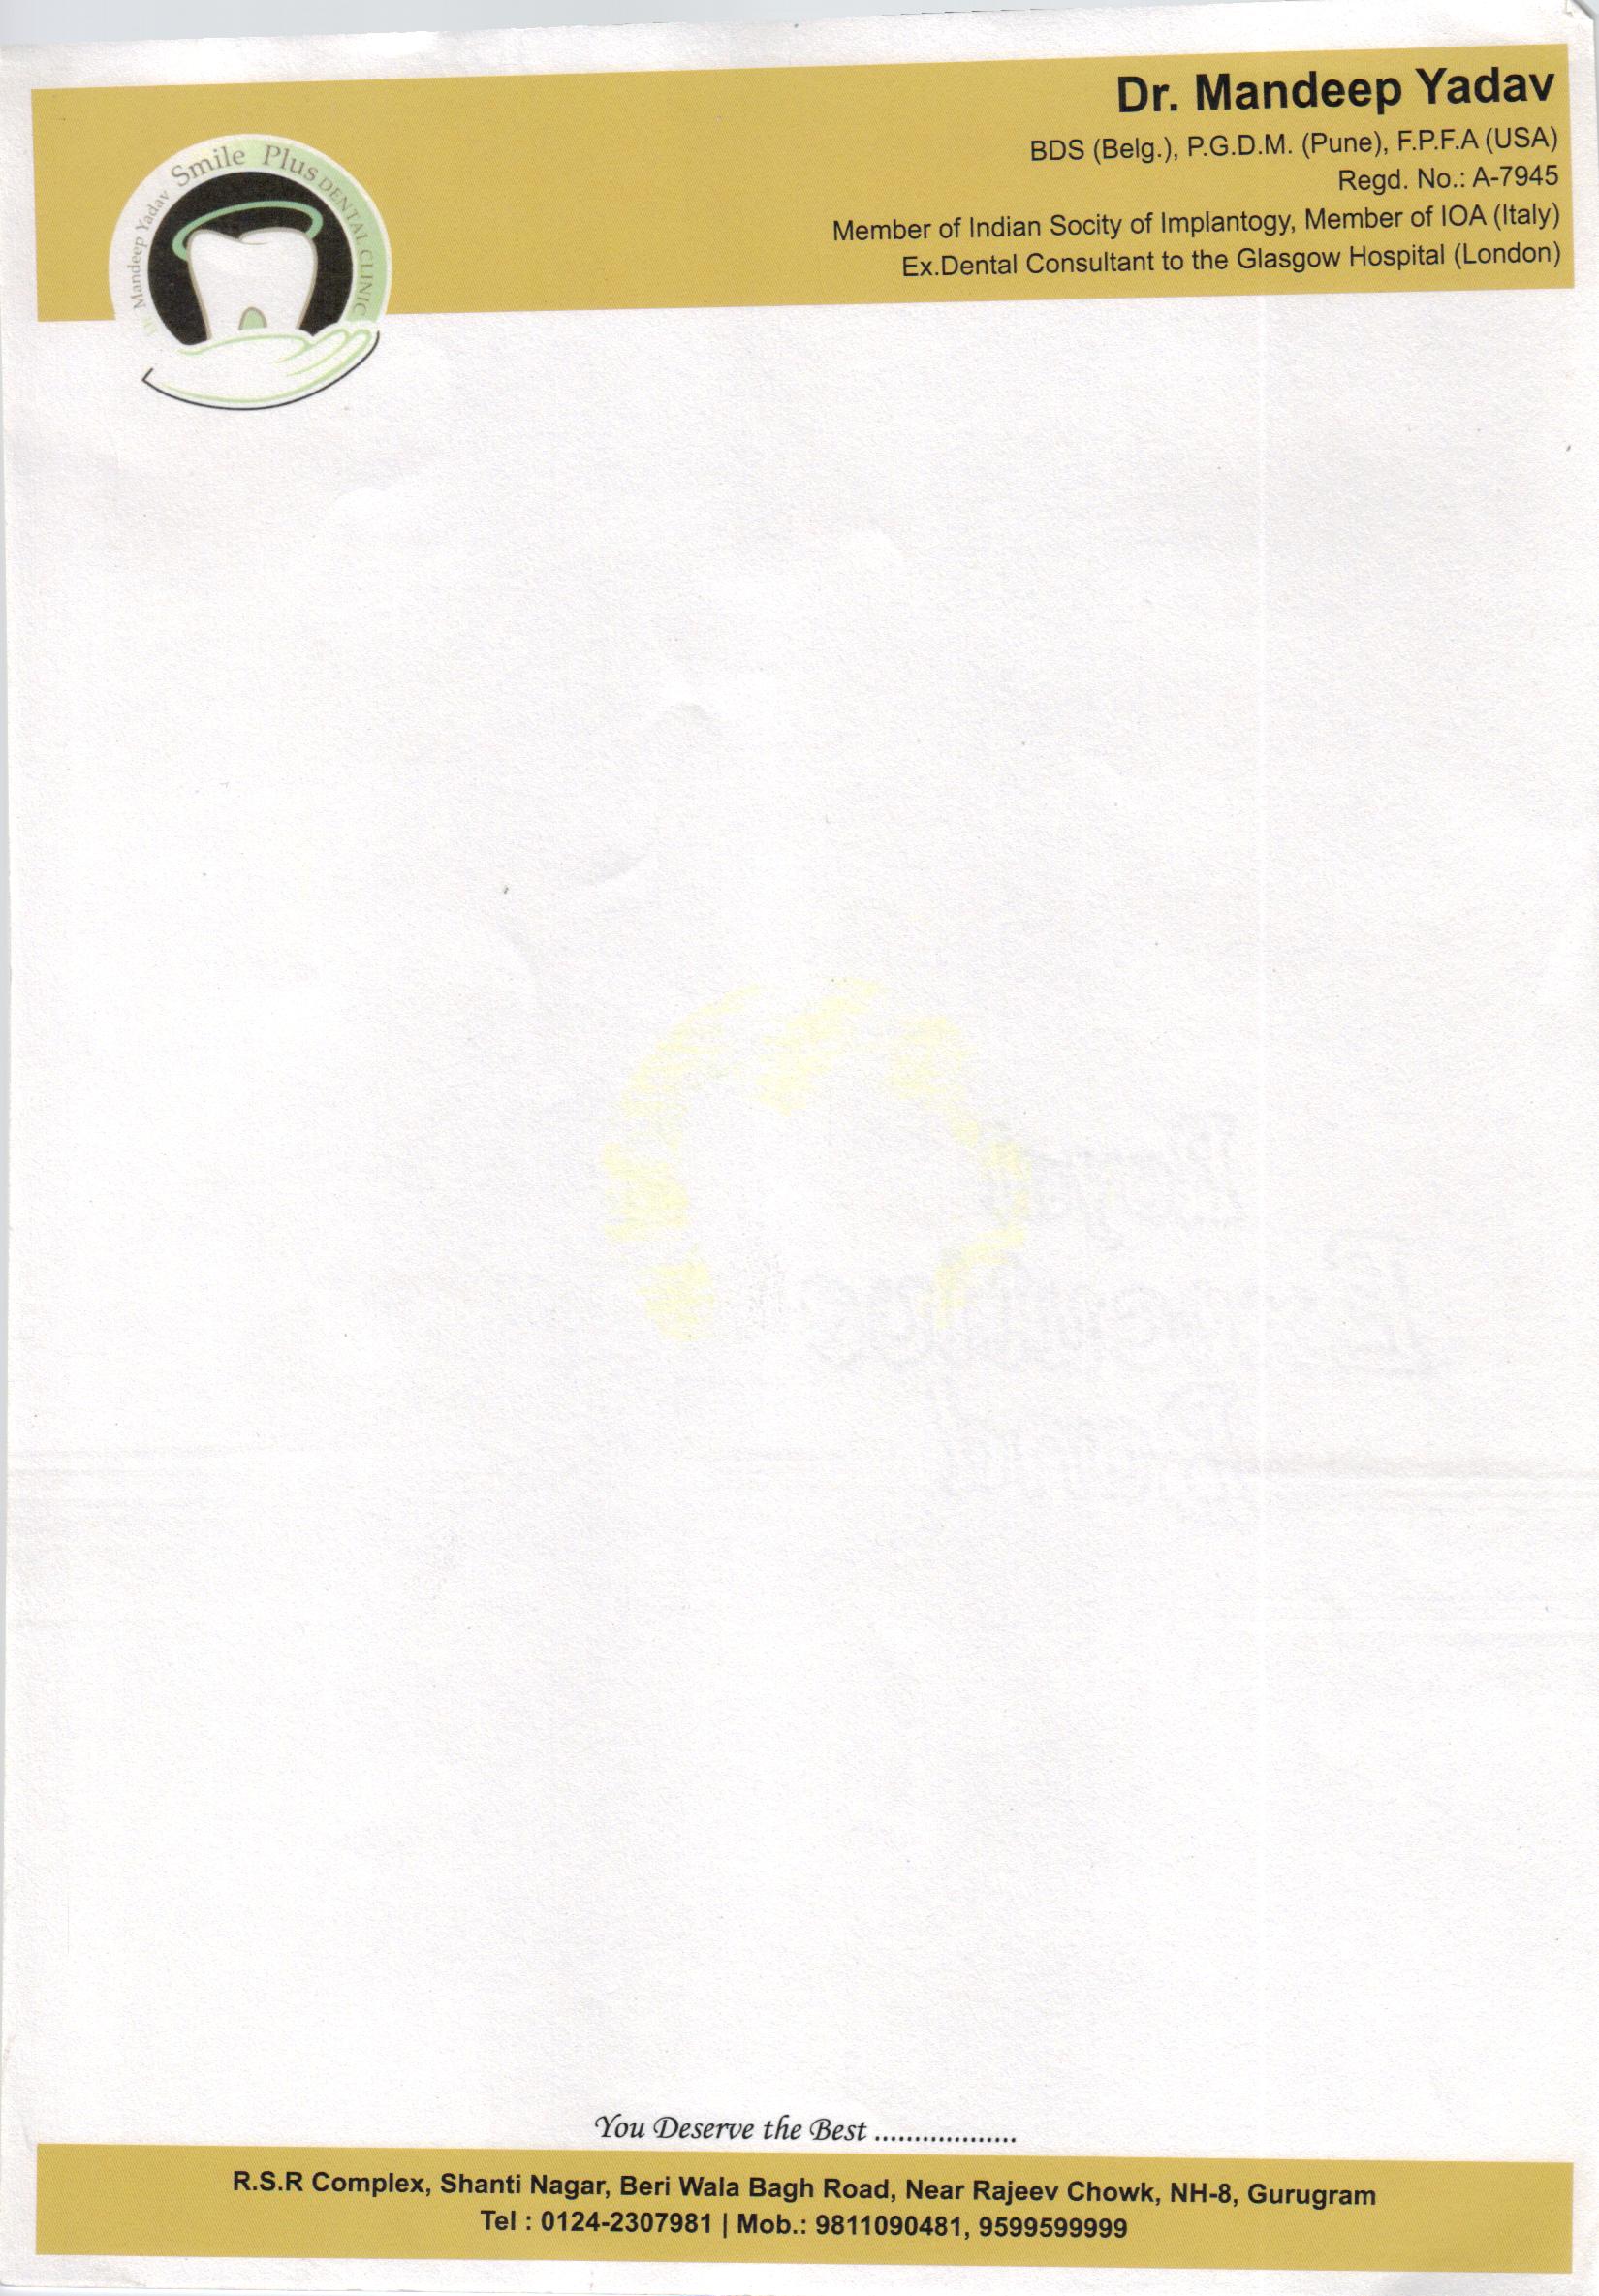 Dr. Mandeep Yadav
BDS (Belg.), P.G.D.M. (Pune), F.P.F.A (USA)
Regd. No.: A-7945
Member of Indian Socity of Implantogy, Member of IOA (Italy)
Ex.Dental Consultant to the Glasgow Hospital (London)
Dr. Mandeep Yadav Smile Plus DENTAL CLINIC
You Deserve the Best ..................
R.S.R Complex, Shanti Nagar, Beri Wala Bagh Road, Near Rajeev Chowk, NH-8, Gurugram
Tel : 0124-2307981 | Mob.: 9811090481, 9599599999